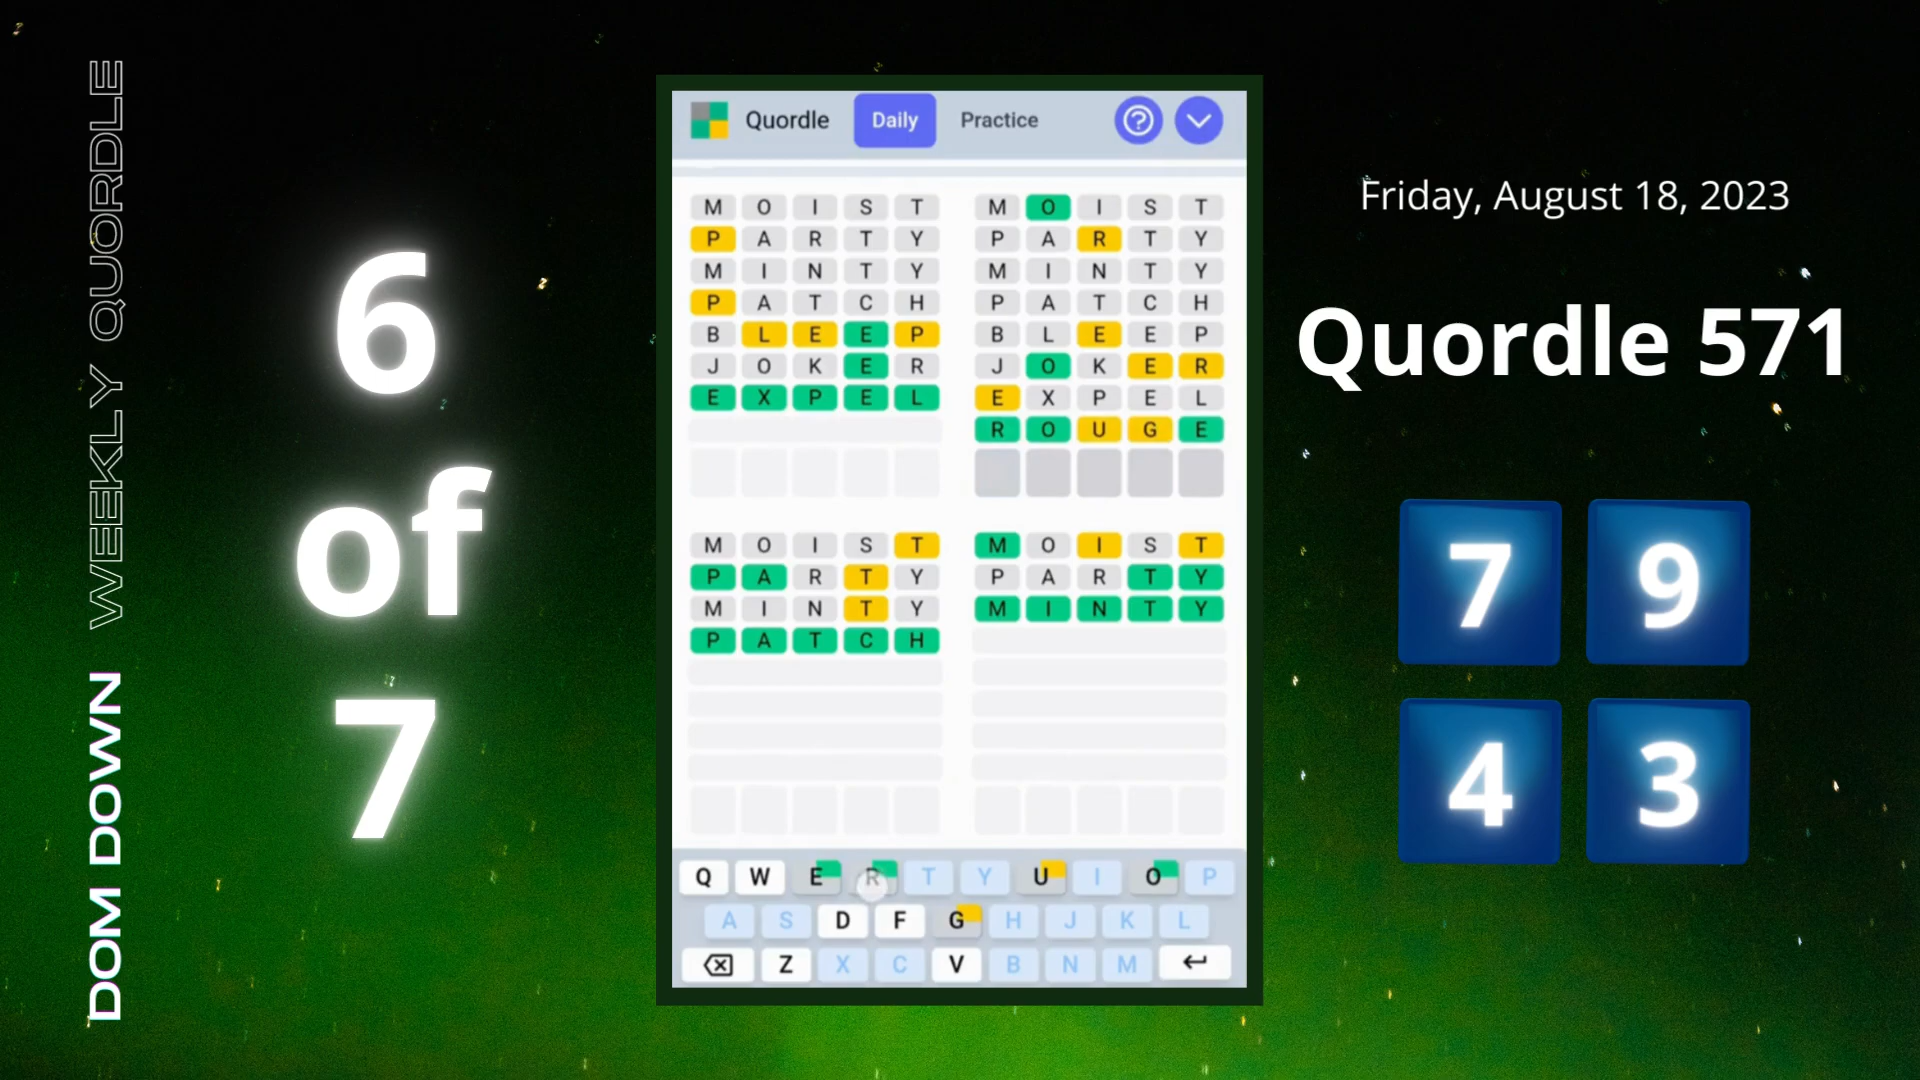 DOM DOWN WEEKLY QUORDLE
6
of
7
Quordle Daily Practice
M O I S T
P A R T Y
M I N T Y
P A T C H
B L E E P
J O K E R
E X P E L
M O I S T
P A R T Y
M I N T Y
P A T C H
B L E E P
J O K E R
E X P E L
R O U G E
M O I S T
P A R T Y
M I N T Y
P A T C H
M O I S T
P A R T Y
M I N T Y
Q W E R T Y U I O P
A S D F G H J K L
Z X C V B N M
Friday, August 18, 2023
Quordle 571
7 9
4 3